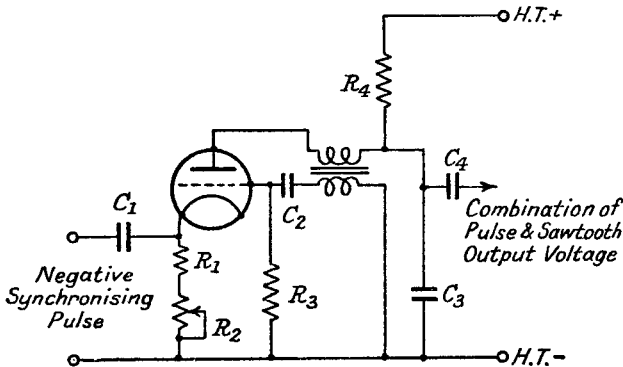 H.T.+
R4
C4
C1
C2
Combination of
Pulse & Sawtooth
Output Voltage
R1
Negative
Synchronising
Pulse
R3
C3
R2
H.T.-